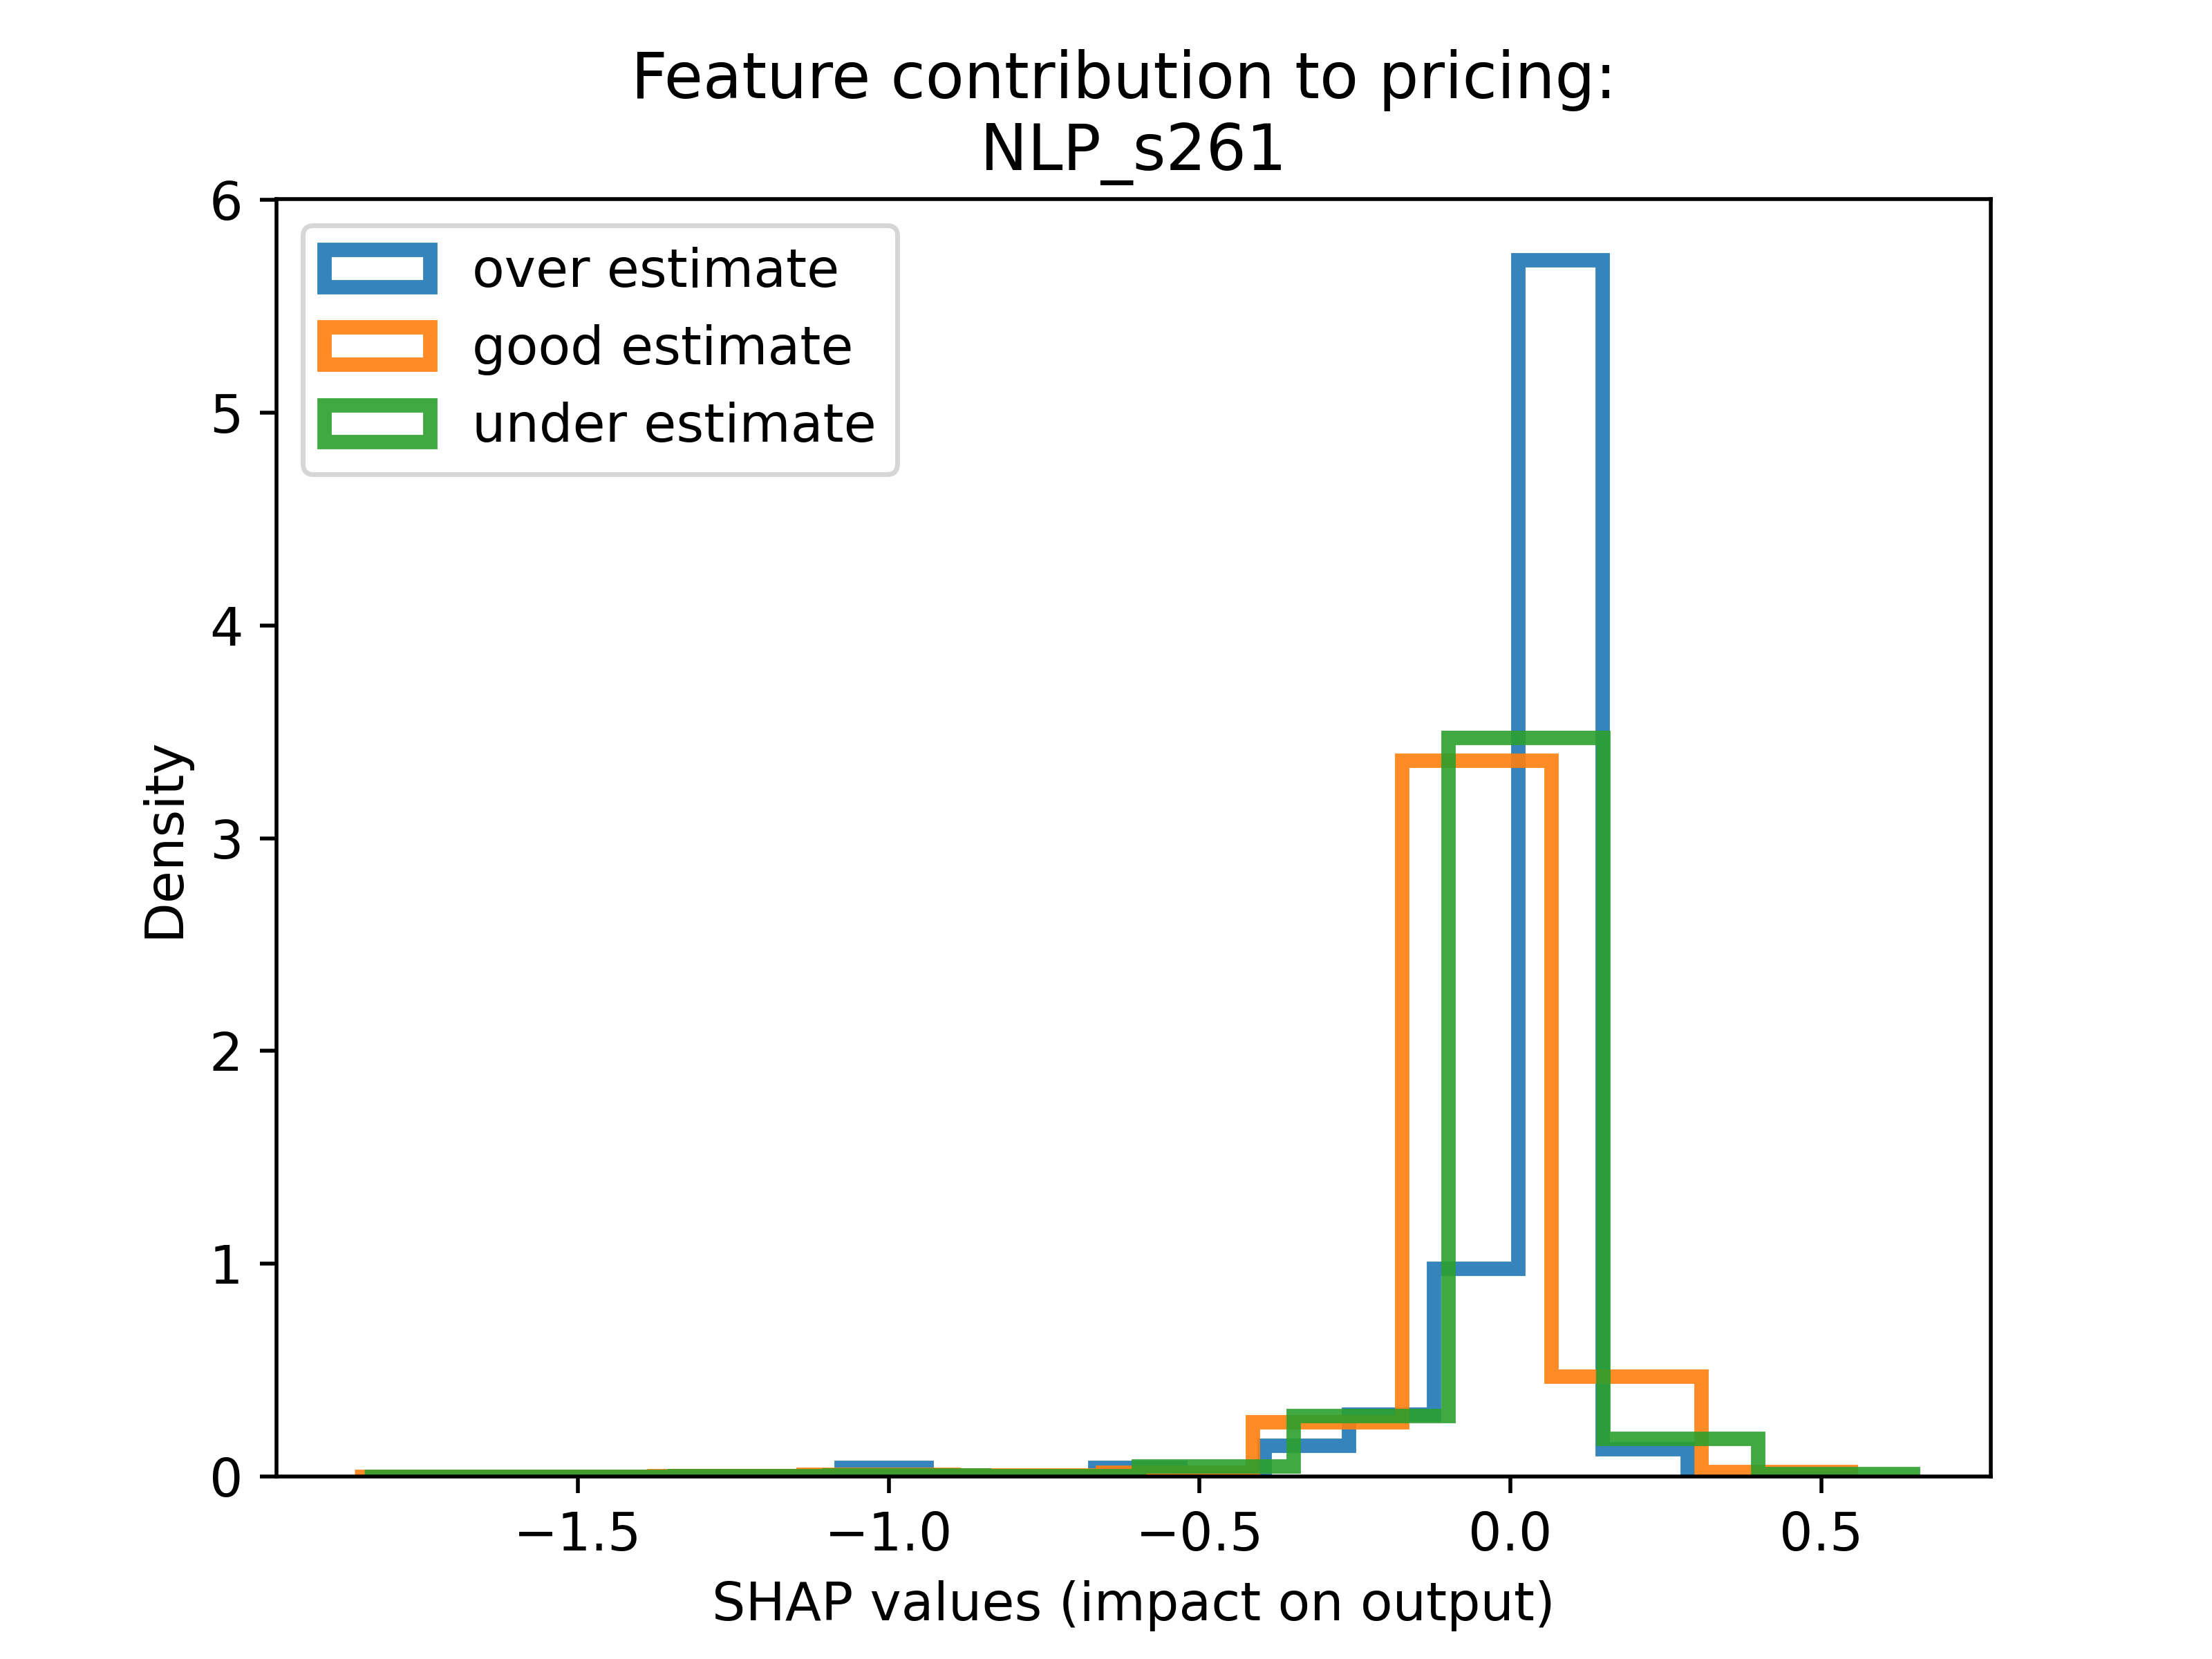 Feature contribution to pricing:
NLP_s261
6
5
4
3
2
1
0
Density
over estimate
good estimate
under estimate
−1.5 −1.0 −0.5 0.0 0.5
SHAP values (impact on output)